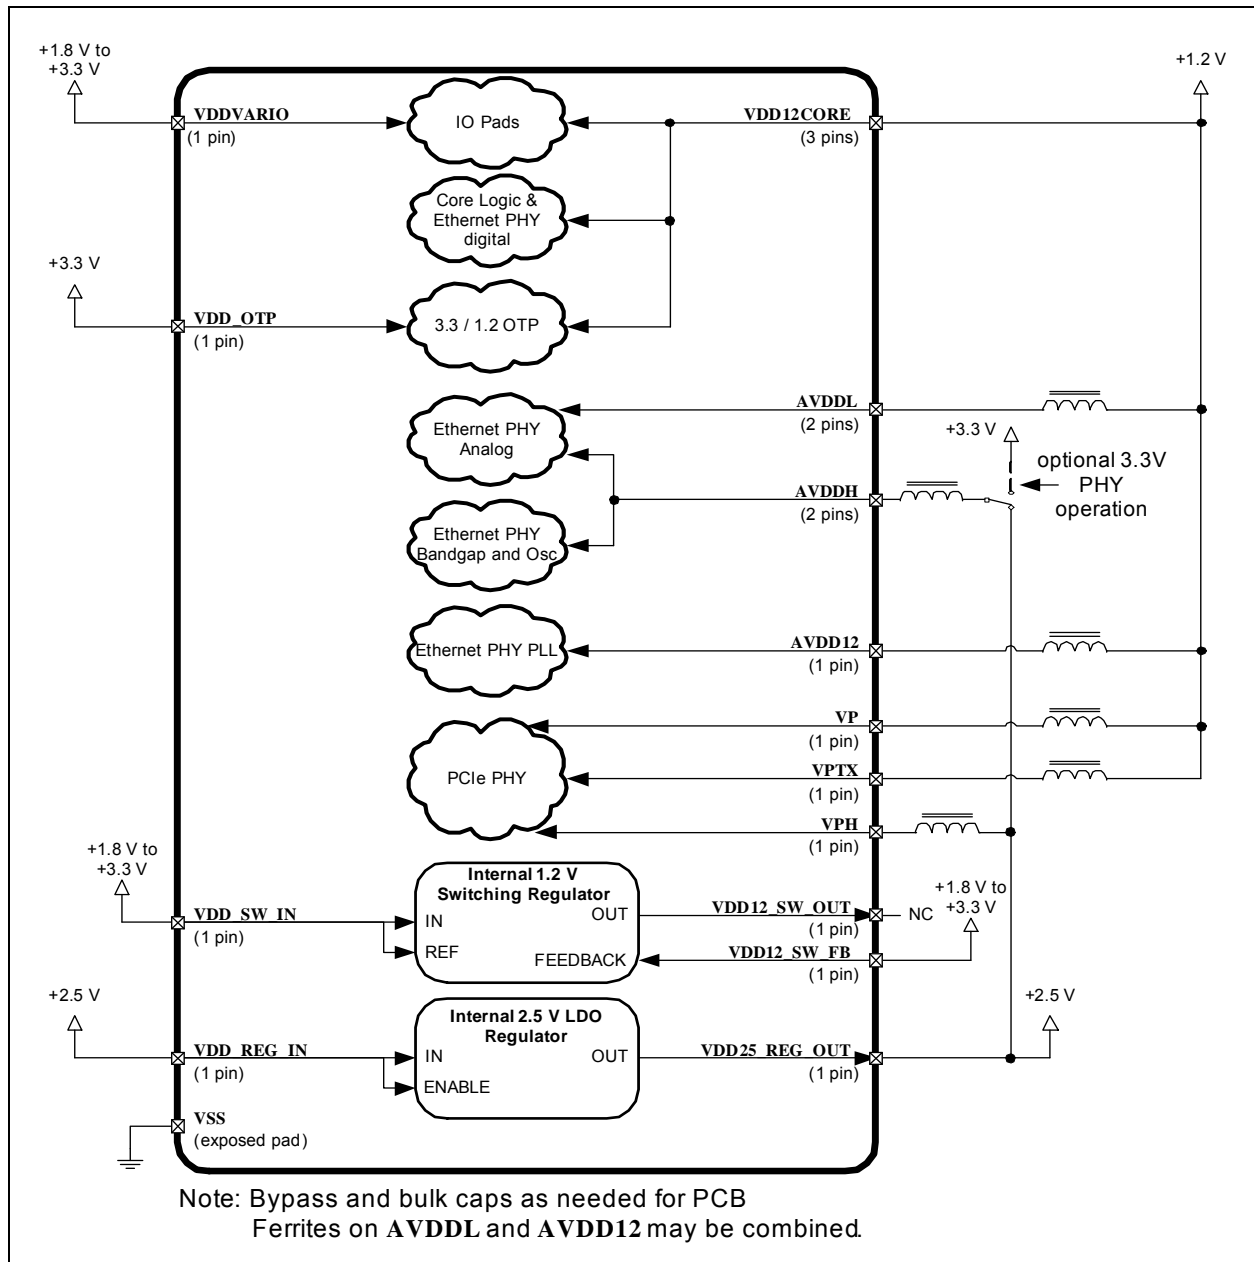 +1.8 V to
+3.3 V
+1.2 V
VDDVARIO
(1 pin)
IO Pads
VDD12CORE
(3 pins)
Core Logic &
Ethernet PHY
digital
+3.3 V
VDD_OTP
(1 pin)
3.3 / 1.2 OTP
AVDDL
(2 pins)
Ethernet PHY
Analog
+3.3 V
optional 3.3V
PHY
operation
AVDDH
(2 pins)
Ethernet PHY
Bandgap and Osc
Ethernet PHY PLL
AVDD12
(1 pin)
VP
(1 pin)
PCIe PHY
VPTX
(1 pin)
VPH
(1 pin)
+1.8 V to
+3.3 V
Internal 1.2 V
Switching Regulator
VDD_SW_IN
(1 pin)
IN
REF
OUT
FEEDBACK
VDD12_SW_OUT
(1 pin)
NC
+1.8 V to
+3.3 V
VDD12_SW_FB
(1 pin)
+2.5 V
Internal 2.5 V LDO
Regulator
+2.5 V
VDD_REG_IN
(1 pin)
IN
ENABLE
OUT
VDD25_REG_OUT
(1 pin)
VSS
(exposed pad)
Note: Bypass and bulk caps as needed for PCB
Ferrites on AVDDL and AVDD12 may be combined.